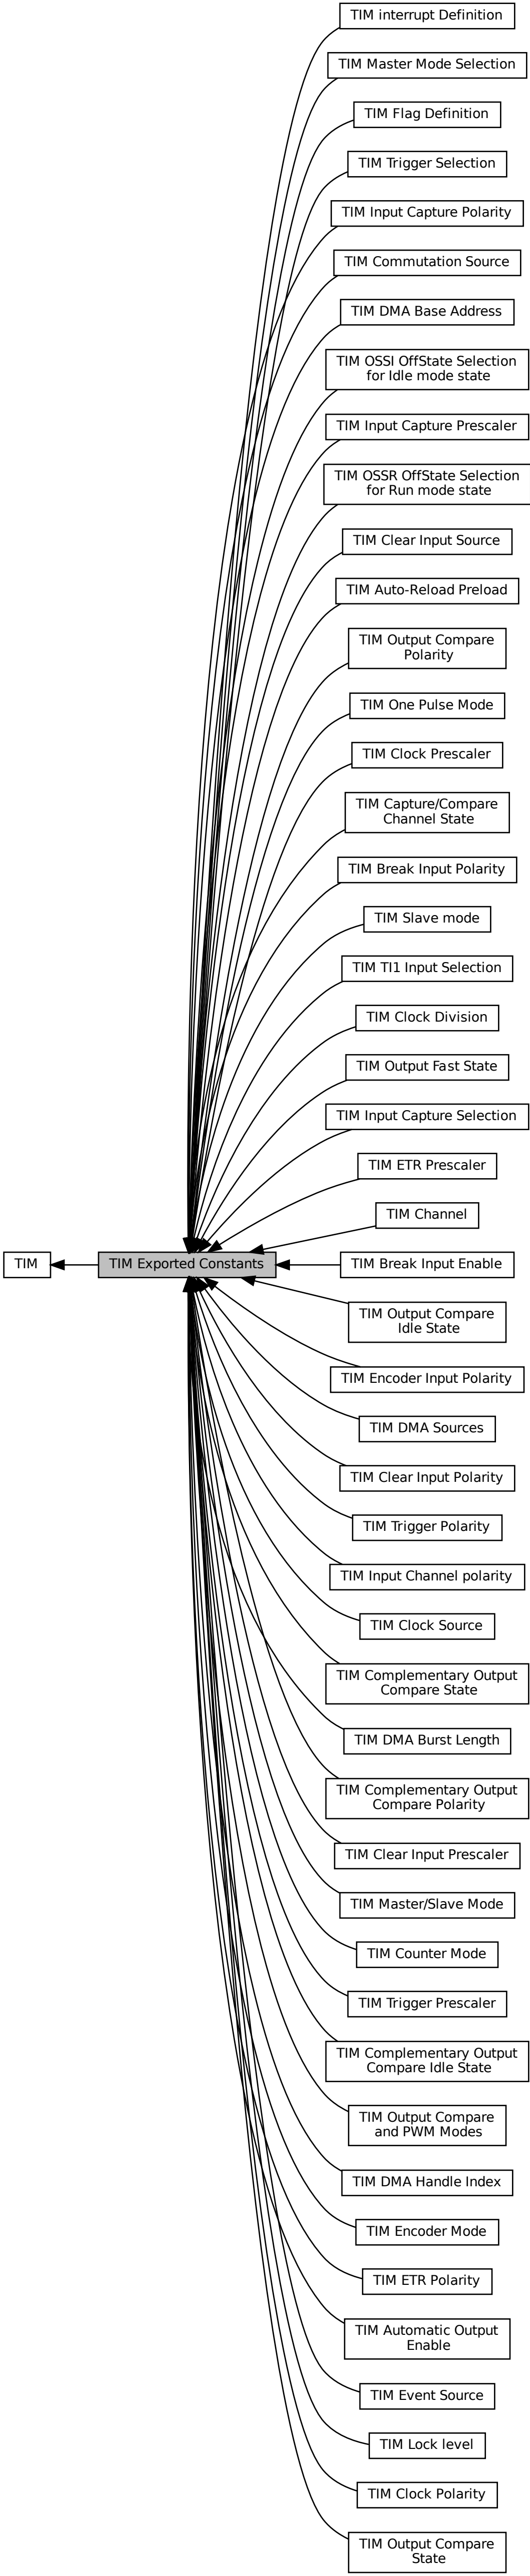 TIM interrupt Definition
TIM Master Mode Selection
TIM Flag Definition
TIM Trigger Selection
TIM Input Capture Polarity
TIM Commutation Source
TIM DMA Base Address
TIM OSSI OffState Selection
for Idle mode state
TIM Input Capture Prescaler
TIM OSSR OffState Selection
for Run mode state
TIM Clear Input Source
TIM Auto-Reload Preload
TIM Output Compare
Polarity
TIM One Pulse Mode
TIM Clock Prescaler
TIM Capture/Compare
Channel State
TIM Break Input Polarity
TIM Slave mode
TIM TI1 Input Selection
TIM Clock Division
TIM Output Fast State
TIM Input Capture Selection
TIM ETR Prescaler
TIM Channel
TIM
TIM Exported Constants
TIM Break Input Enable
TIM Output Compare
Idle State
TIM Encoder Input Polarity
TIM DMA Sources
TIM Clear Input Polarity
TIM Trigger Polarity
TIM Input Channel polarity
TIM Clock Source
TIM Complementary Output
Compare State
TIM DMA Burst Length
TIM Complementary Output
Compare Polarity
TIM Clear Input Prescaler
TIM Master/Slave Mode
TIM Counter Mode
TIM Trigger Prescaler
TIM Complementary Output
Compare Idle State
TIM Output Compare
and PWM Modes
TIM DMA Handle Index
TIM Encoder Mode
TIM ETR Polarity
TIM Automatic Output
Enable
TIM Event Source
TIM Lock level
TIM Clock Polarity
TIM Output Compare
State